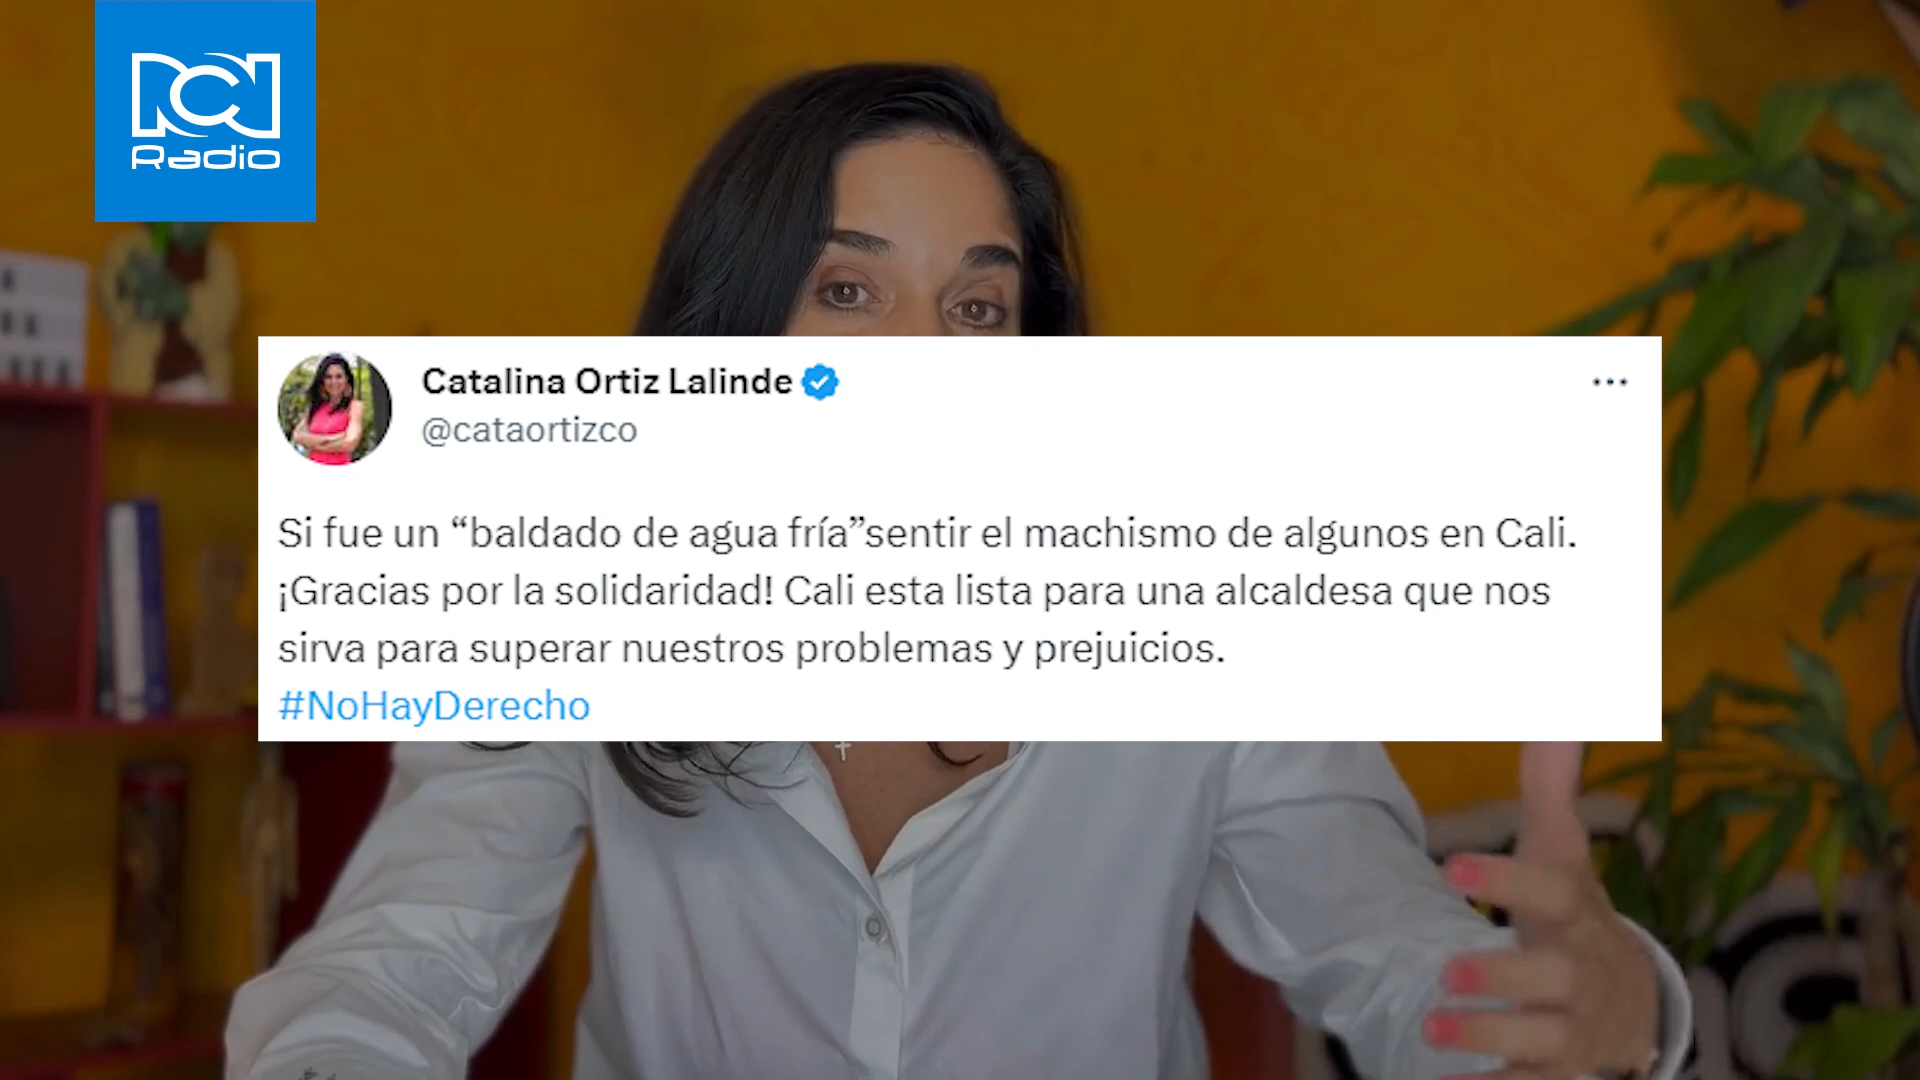 RCN
Radio
Catalina Ortiz Lalinde
@cataortizco
Si fue un “baldado de agua fría”sentir el machismo de algunos en Cali.
¡Gracias por la solidaridad! Cali esta lista para una alcaldesa que nos
sirva para superar nuestros problemas y prejuicios.
#NoHayDerecho